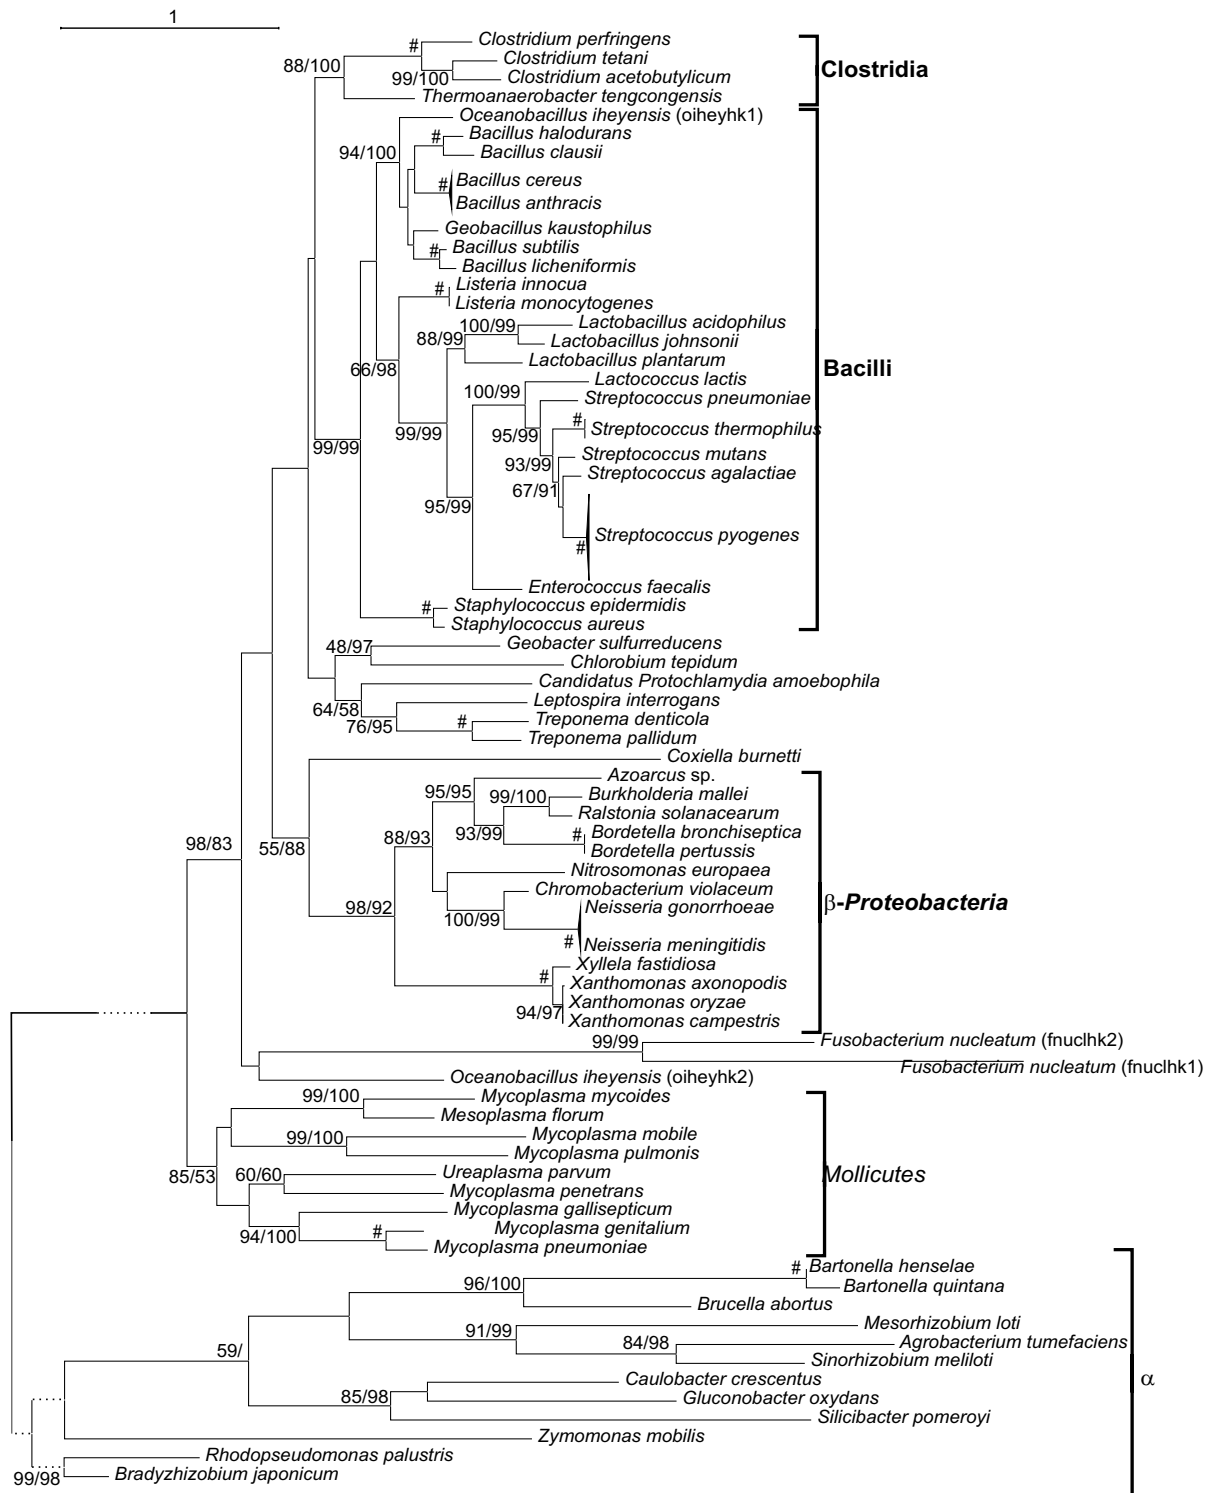 1
# Clostridium perfringens
Clostridium tetani
88/100
99/100 Clostridium acetobutylicum
Clostridia
Thermoanaerobacter tengcongensis
Oceanobacillus iheyensis (oiheyhk1)
# Bacillus halodurans
94/100 Bacillus clausii
# Bacillus cereus
Bacillus anthracis
Geobacillus kaustophilus
# Bacillus subtilis
Bacillus licheniformis
# Listeria innocua
Listeria monocytogenes
100/99 Lactobacillus acidophilus
88/99 Lactobacillus johnsonii
Lactobacillus plantarum
66/98
Bacilli
Lactococcus lactis
100/99 Streptococcus pneumoniae
# Streptococcus thermophilus
99/99 95/99
99/99
Streptococcus mutans
93/99 Streptococcus agalactiae
67/91
95/99
Streptococcus pyogenes
#
Enterococcus faecalis
# Staphylococcus epidermidis
Staphylococcus aureus
48/97 Geobacter sulfurreducens
Chlorobium tepidum
Candidatus Protochlamydia amoebophila
Leptospira interrogans
64/58
76/95 # Treponema denticola
Treponema pallidum
Coxiella burnetti
Azoarcus sp.
95/95 99/100 Burkholderia mallei
Ralstonia solanacearum
93/99 # Bordetella bronchiseptica
88/93
98/83 55/88
Bordetella pertussis
Nitrosomonas europaea
Chromobacterium violaceum
98/92 Neisseria gonorrhoeae
β-Proteobacteria
100/99
# Neisseria meningitidis
Xyllela fastidiosa
# Xanthomonas axonopodis
Xanthomonas oryzae
94/97 Xanthomonas campestris
99/99 Fusobacterium nucleatum (fnuclhk2)
Fusobacterium nucleatum (fnuclhk1)
Oceanobacillus iheyensis (oiheyhk2)
99/100 Mycoplasma mycoides
Mesoplasma florum
99/100 Mycoplasma mobile
Mycoplasma pulmonis
85/53 60/60 Ureaplasma parvum
Mollicutes
Mycoplasma penetrans
Mycoplasma gallisepticum
94/100 # Mycoplasma genitalium
Mycoplasma pneumoniae
# Bartonella henselae
96/100 Bartonella quintana
Brucella abortus
91/99 Mesorhizobium loti
84/98 Agrobacterium tumefaciens
59/ Sinorhizobium meliloti
α
Caulobacter crescentus
85/98 Gluconobacter oxydans
Silicibacter pomeroyi
Zymomonas mobilis
Rhodopseudomonas palustris
99/98 Bradyzhizobium japonicum